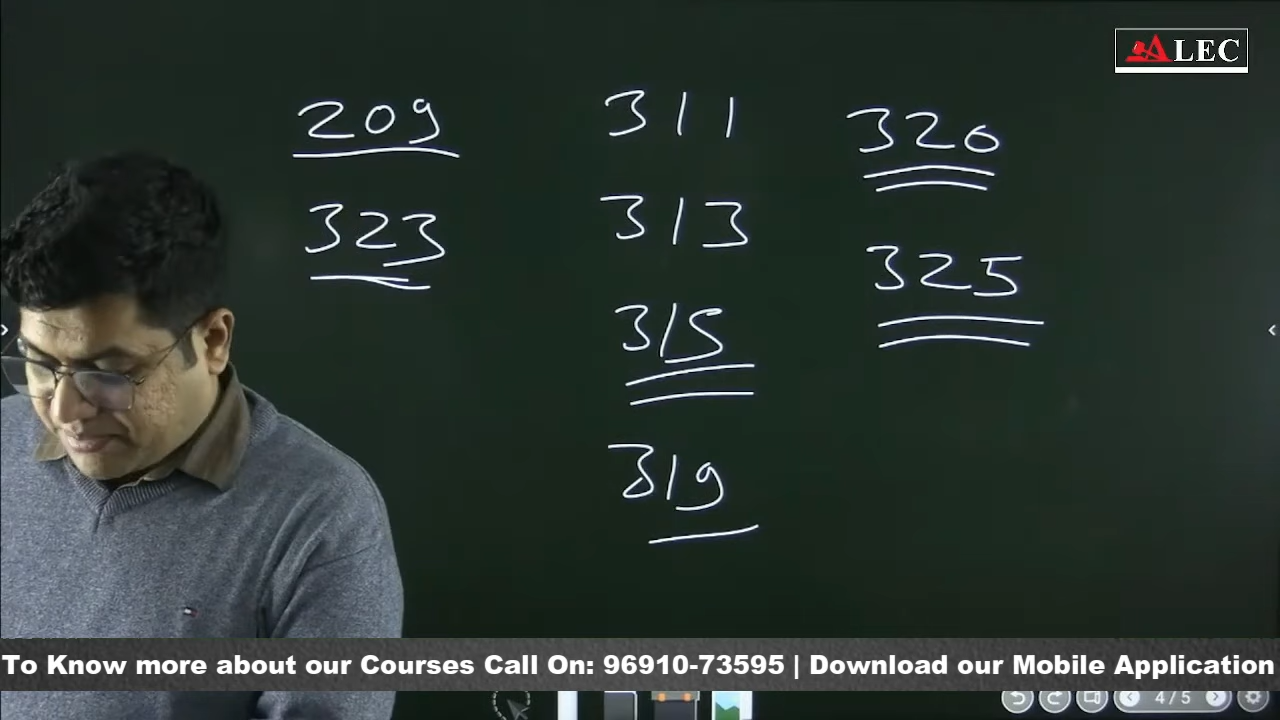 ALEC
209
323
311
313
315
319
320
325
To Know more about our Courses Call On: 96910-73595 | Download our Mobile Application
4 / 5